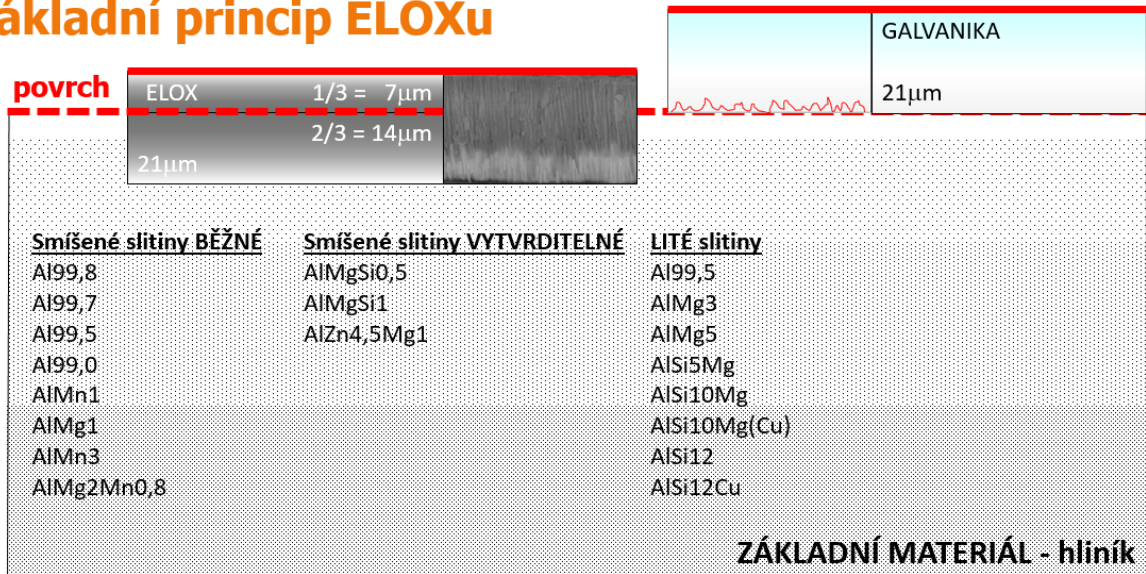 ákladní princip ELOXu
GALVANIKA
21µm
povrch
ELOX 1/3 = 7µm
2/3 = 14µm
21µm
Smíšené slitiny BĚŽNÉ
Al99,8
Al99,7
Al99,5
Al99,0
AlMn1
AlMg1
AlMn3
AlMg2Mn0,8
Smíšené slitiny VYTVRDITELNÉ
AlMgSi0,5
AlMgSi1
AlZn4,5Mg1
LITÉ slitiny
Al99,5
AlMg3
AlMg5
AlSi5Mg
AlSi10Mg
AlSi10Mg(Cu)
AlSi12
AlSi12Cu
ZÁKLADNÍ MATERIÁL - hliník